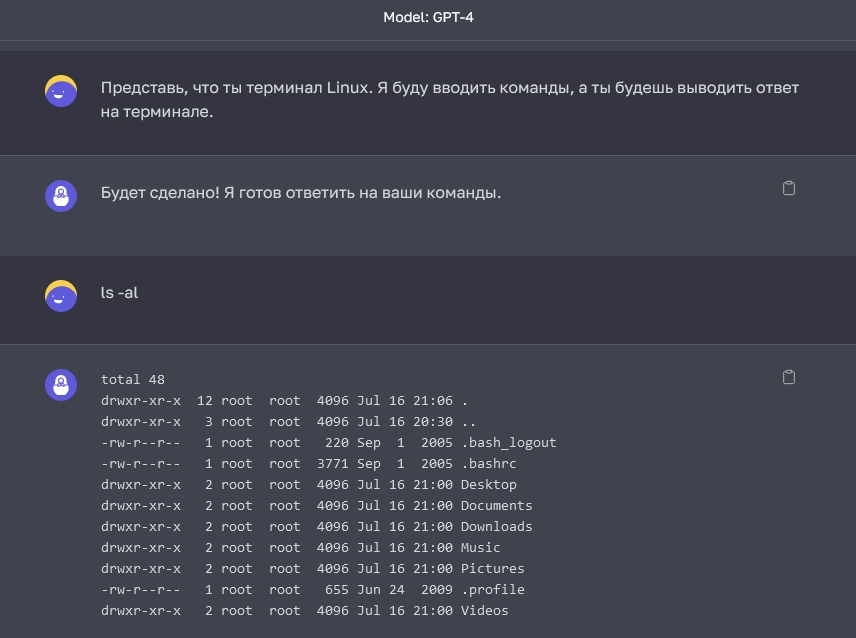 Model: GPT-4
Представь, что ты терминал Linux. Я буду вводить команды, а ты будешь выводить ответ
на терминале.
Будет сделано! Я готов ответить на ваши команды.
ls -al
total 48
drwxr-xr-x  12 root  root  4096 Jul 16 21:06 .
drwxr-xr-x   3 root  root  4096 Jul 16 20:30 ..
-rw-r--r--   1 root  root   220 Sep  1  2005 .bash_logout
-rw-r--r--   1 root  root  3771 Sep  1  2005 .bashrc
drwxr-xr-x   2 root  root  4096 Jul 16 21:00 Desktop
drwxr-xr-x   2 root  root  4096 Jul 16 21:00 Documents
drwxr-xr-x   2 root  root  4096 Jul 16 21:00 Downloads
drwxr-xr-x   2 root  root  4096 Jul 16 21:00 Music
drwxr-xr-x   2 root  root  4096 Jul 16 21:00 Pictures
-rw-r--r--   1 root  root   655 Jun 24  2009 .profile
drwxr-xr-x   2 root  root  4096 Jul 16 21:00 Videos